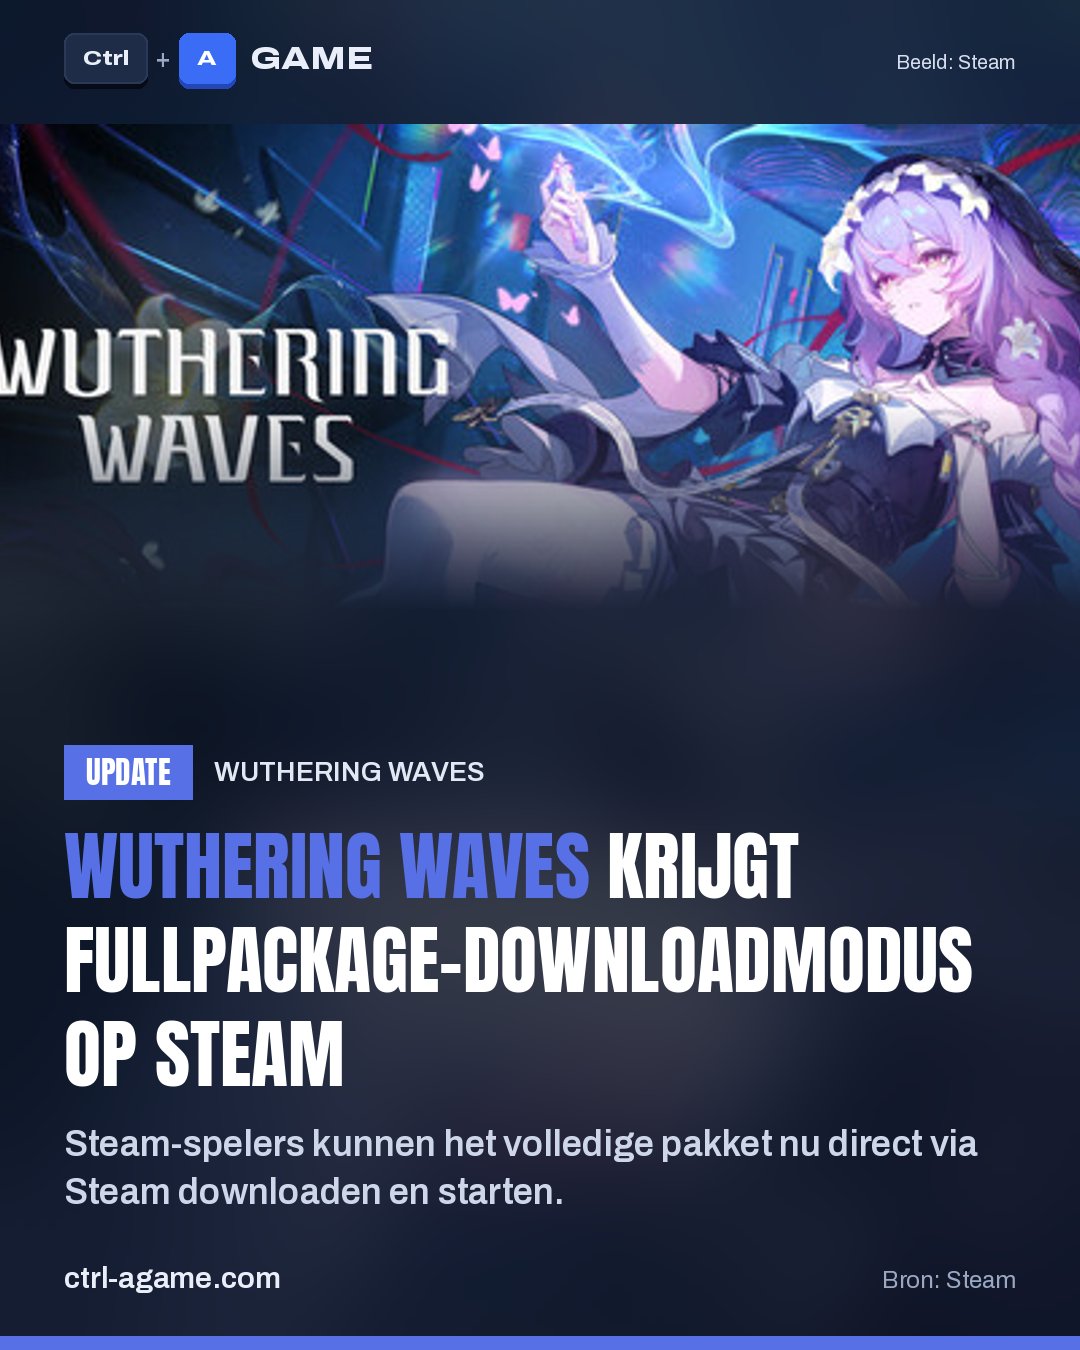 Ctrl + A GAME
Beeld: Steam
WUTHERING
WAVES
UPDATE WUTHERING WAVES
WUTHERING WAVES KRIJGT
FULLPACKAGE-DOWNLOADMODUS
OP STEAM
Steam-spelers kunnen het volledige pakket nu direct via
Steam downloaden en starten.
ctrl-agame.com
Bron: Steam